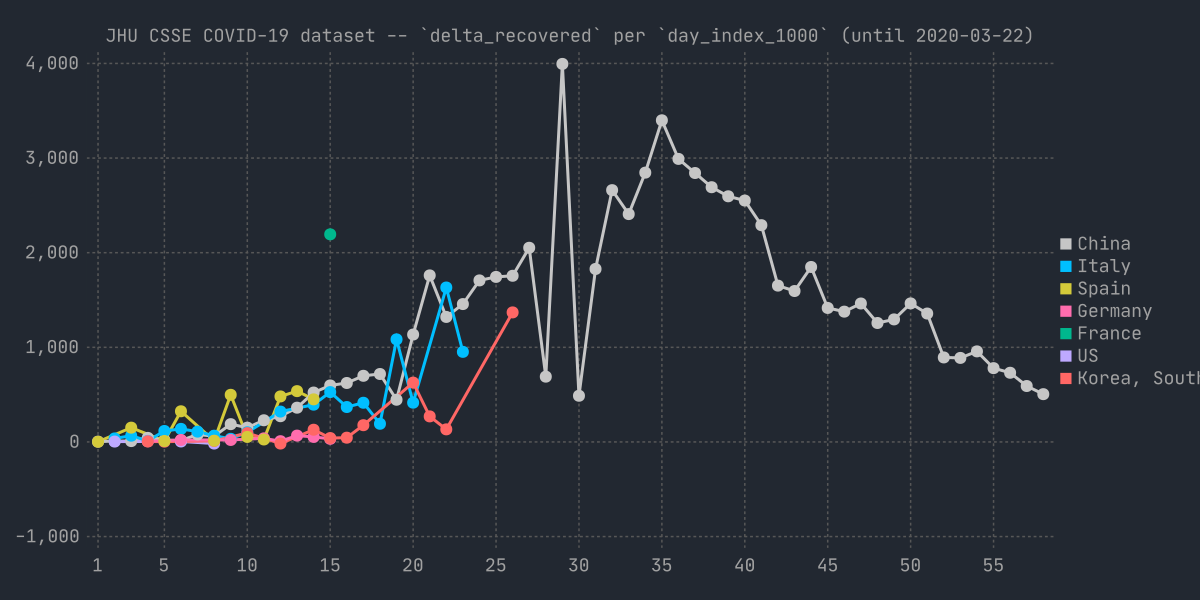 JHU CSSE COVID-19 dataset -- `delta_recovered` per `day_index_1000` (until 2020-03-22)
4,000
3,000
2,000
1,000
0
-1,000
1 5 10 15 20 25 30 35 40 45 50 55
China
Italy
Spain
Germany
France
US
Korea, South